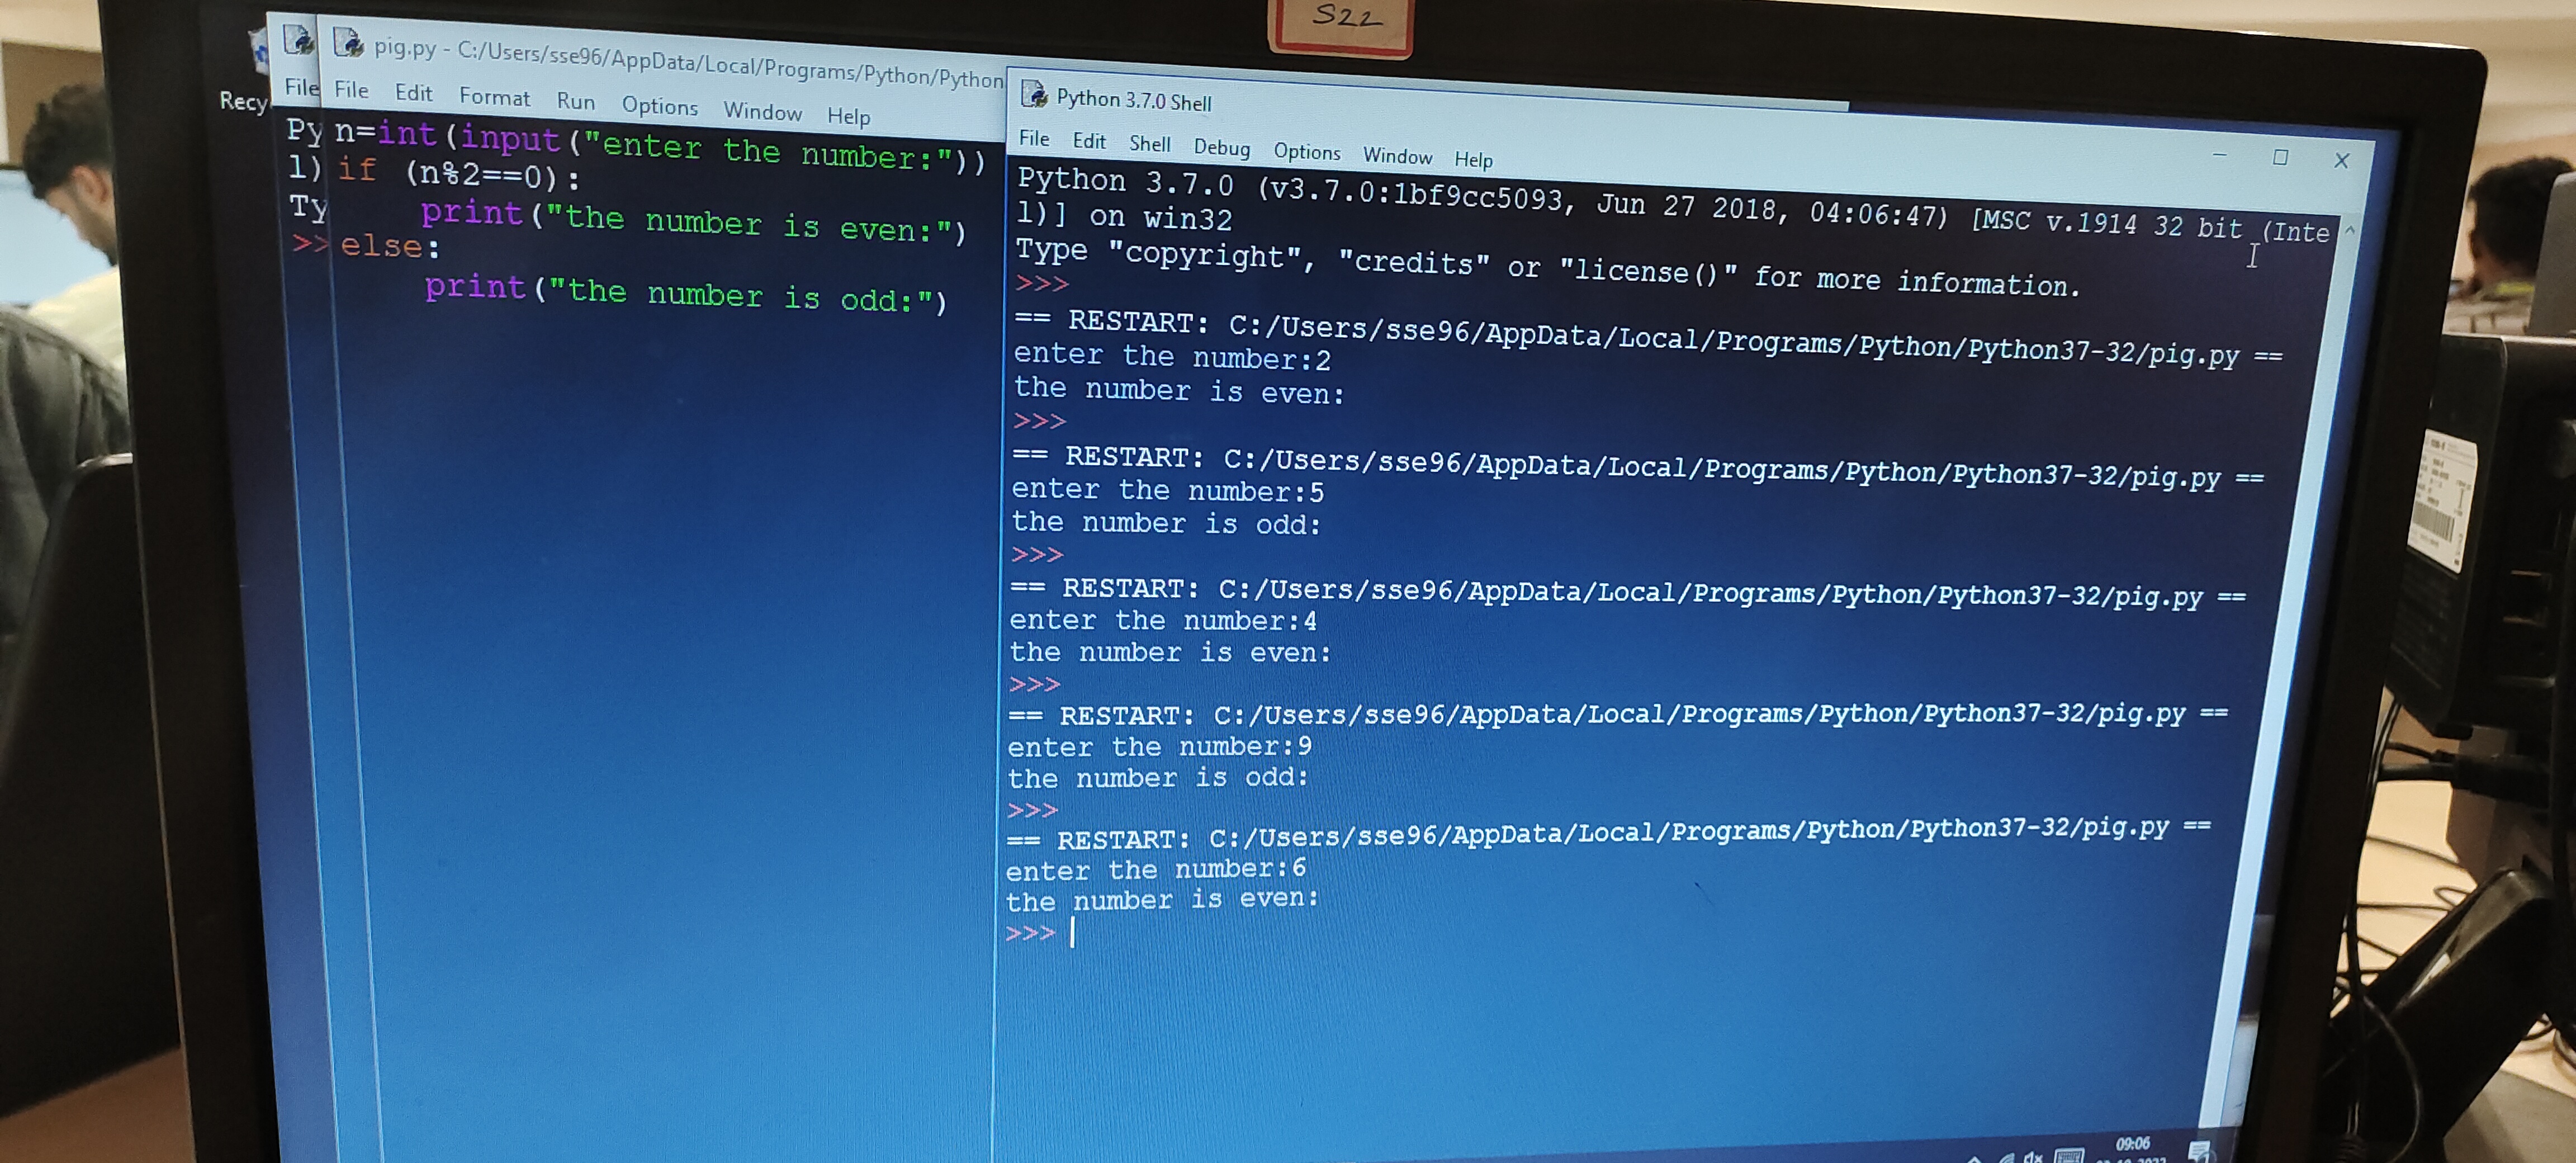 S22
Recy
File
Py
l)
Ty
>>
pig.py - C:/Users/sse96/AppData/Local/Programs/Python/Python
File Edit Format Run Options Window Help
n=int(input("enter the number:"))
if (n%2==0):
print("the number is even:")
else:
print("the number is odd:")
Python 3.7.0 Shell
File Edit Shell Debug Options Window Help
Python 3.7.0 (v3.7.0:1bf9cc5093, Jun 27 2018, 04:06:47) [MSC v.1914 32 bit (Inte
l)] on win32
Type "copyright", "credits" or "license()" for more information.
>>>
== RESTART: C:/Users/sse96/AppData/Local/Programs/Python/Python37-32/pig.py ==
enter the number:2
the number is even:
>>>
== RESTART: C:/Users/sse96/AppData/Local/Programs/Python/Python37-32/pig.py ==
enter the number:5
the number is odd:
>>>
== RESTART: C:/Users/sse96/AppData/Local/Programs/Python/Python37-32/pig.py ==
enter the number:4
the number is even:
>>>
== RESTART: C:/Users/sse96/AppData/Local/Programs/Python/Python37-32/pig.py ==
enter the number:9
the number is odd:
>>>
== RESTART: C:/Users/sse96/AppData/Local/Programs/Python/Python37-32/pig.py ==
enter the number:6
the number is even:
>>>
09:06